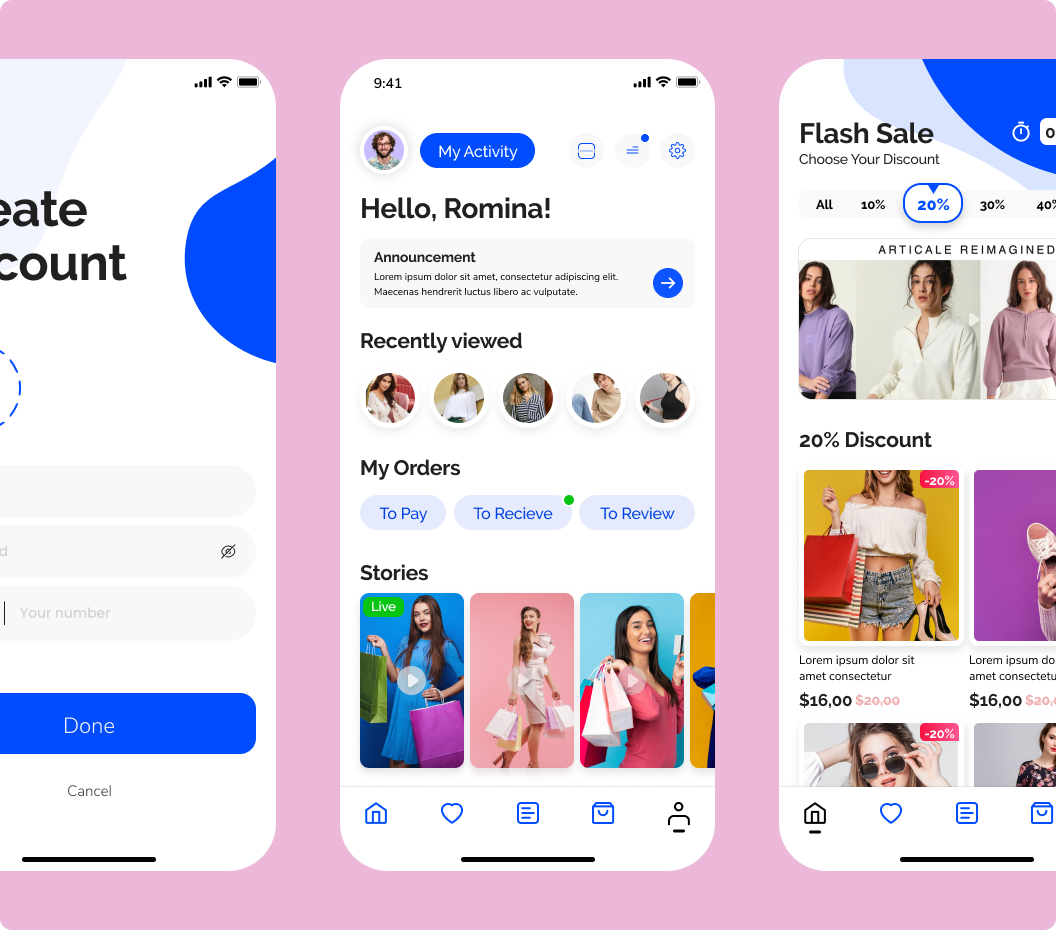 eate
count
d
Your number
Done
Cancel
9:41
My Activity
Hello, Romina!
Announcement
Lorem ipsum dolor sit amet, consectetur adipiscing elit.
Maecenas hendrerit luctus libero ac vulputate.
Recently viewed
My Orders
To Pay
To Recieve
To Review
Stories
Live
Flash Sale
0
Choose Your Discount
All
10%
20%
30%
40%
ARTICALE REIMAGINED
20% Discount
-20%
Lorem ipsum dolor sit
amet consectetur
$16,00 $20,00
Lorem ipsum do
amet consectetu
$16,00 $20,0
-20%